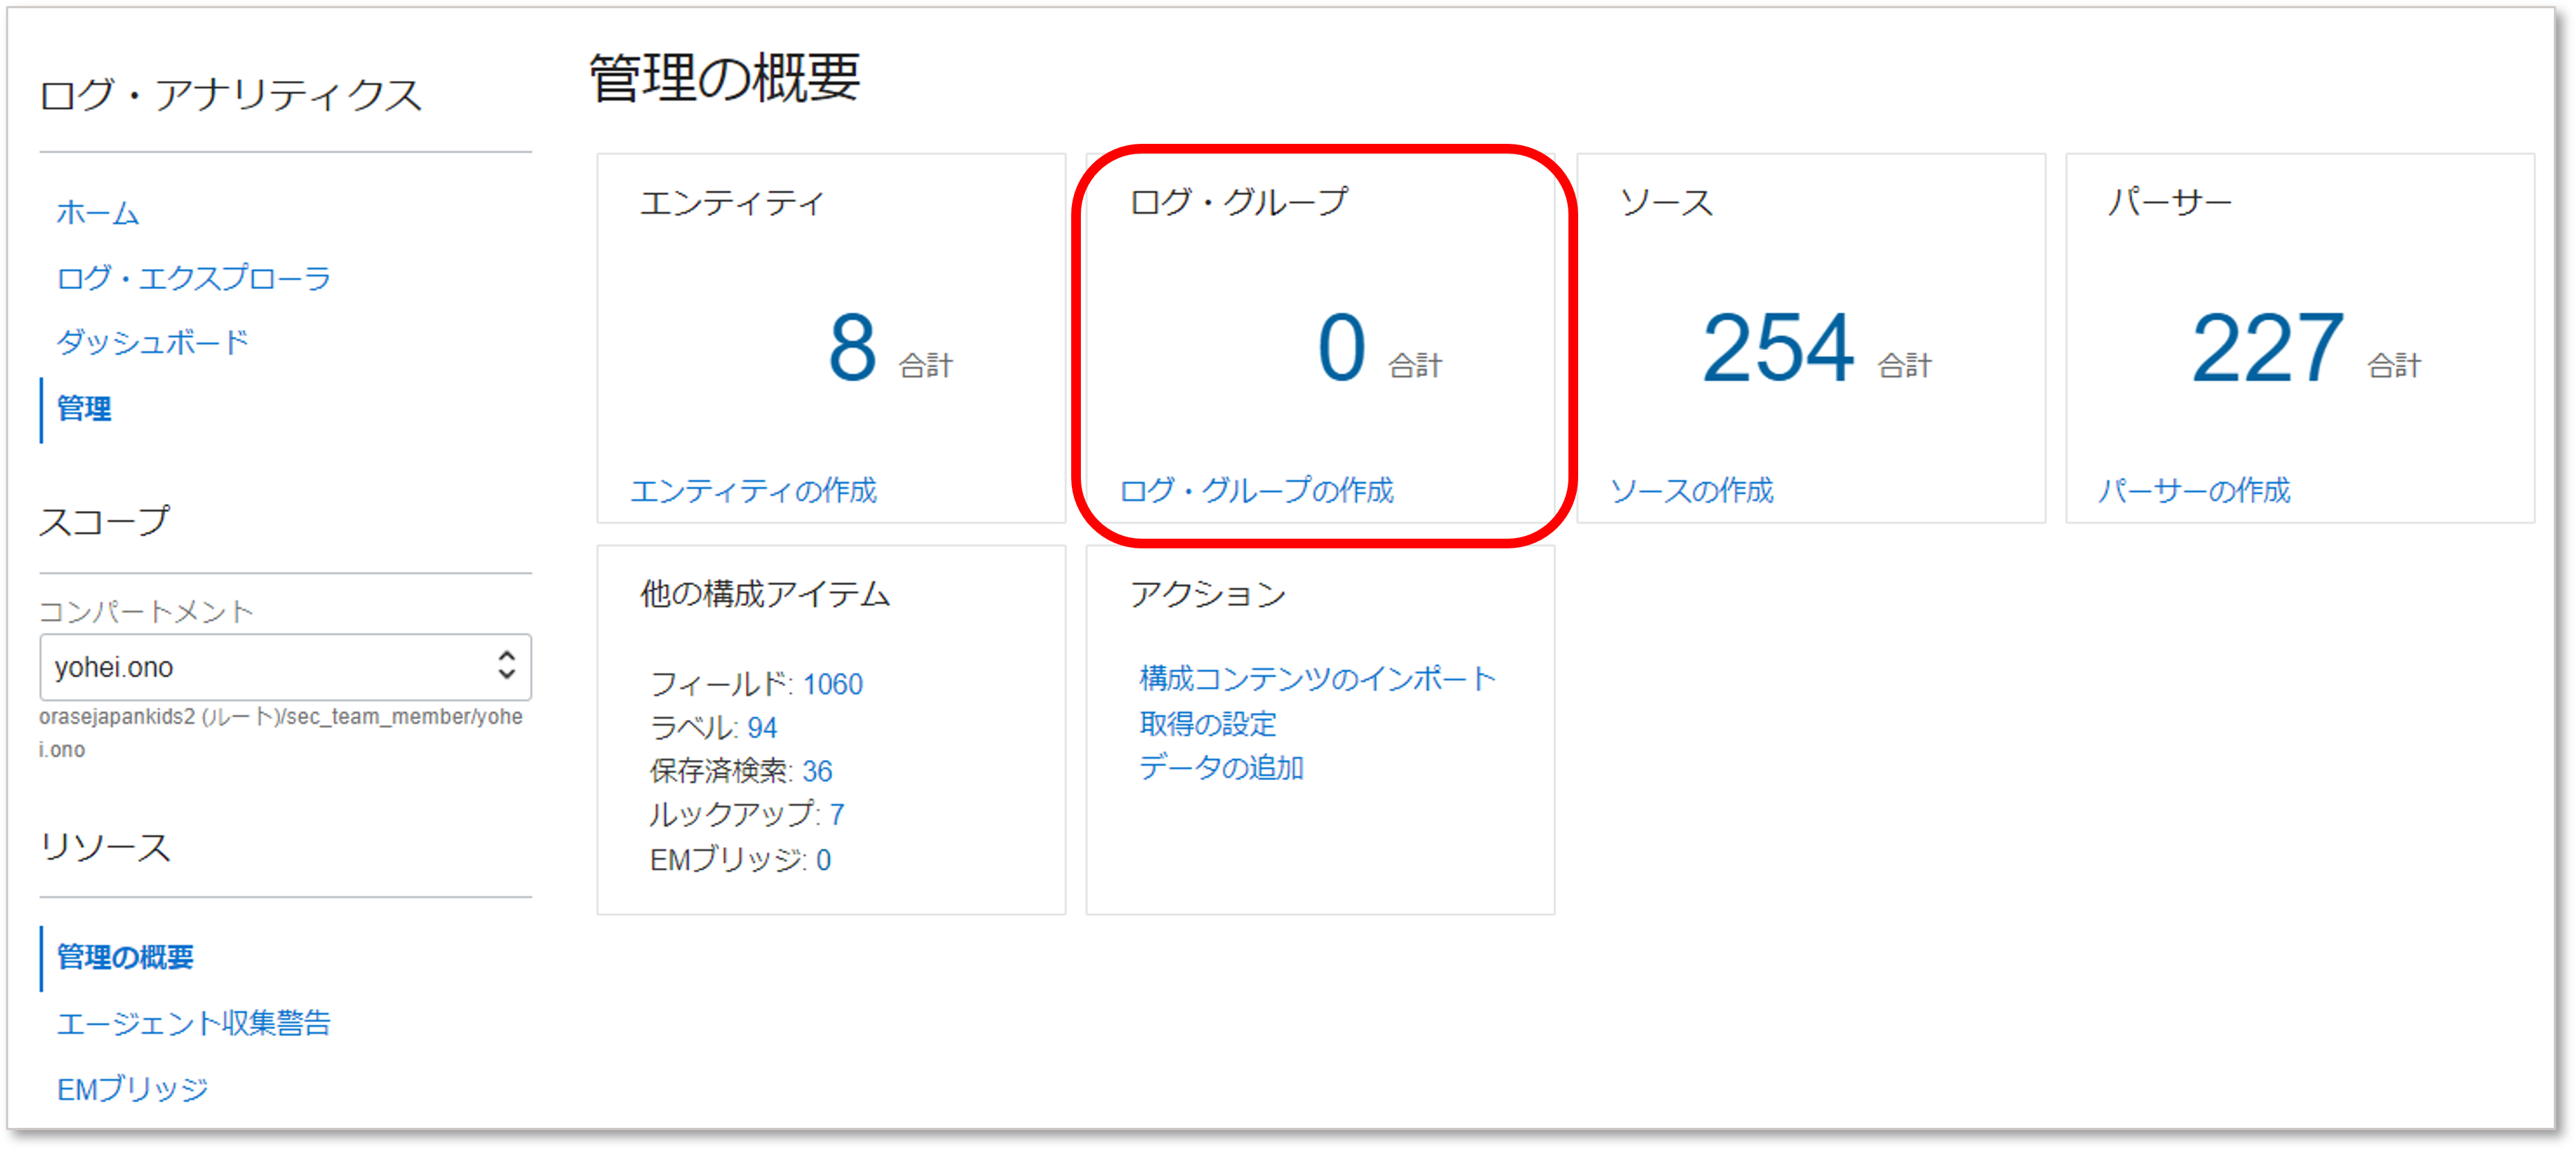 ログ・アナリティクス
ホーム
ログ・エクスプローラ
ダッシュボード
管理
スコープ
コンパートメント
yohei.ono
orasejapankids2 (ルート)/sec_team_member/yohe
i.ono
リソース
管理の概要
エージェント収集警告
EMブリッジ
管理の概要
エンティティ
8 合計
エンティティの作成
ログ・グループ
0 合計
ログ・グループの作成
ソース
254 合計
ソースの作成
パーサー
227 合計
パーサーの作成
他の構成アイテム
フィールド: 1060
ラベル: 94
保存済検索: 36
ルックアップ: 7
EMブリッジ: 0
アクション
構成コンテンツのインポート
取得の設定
データの追加